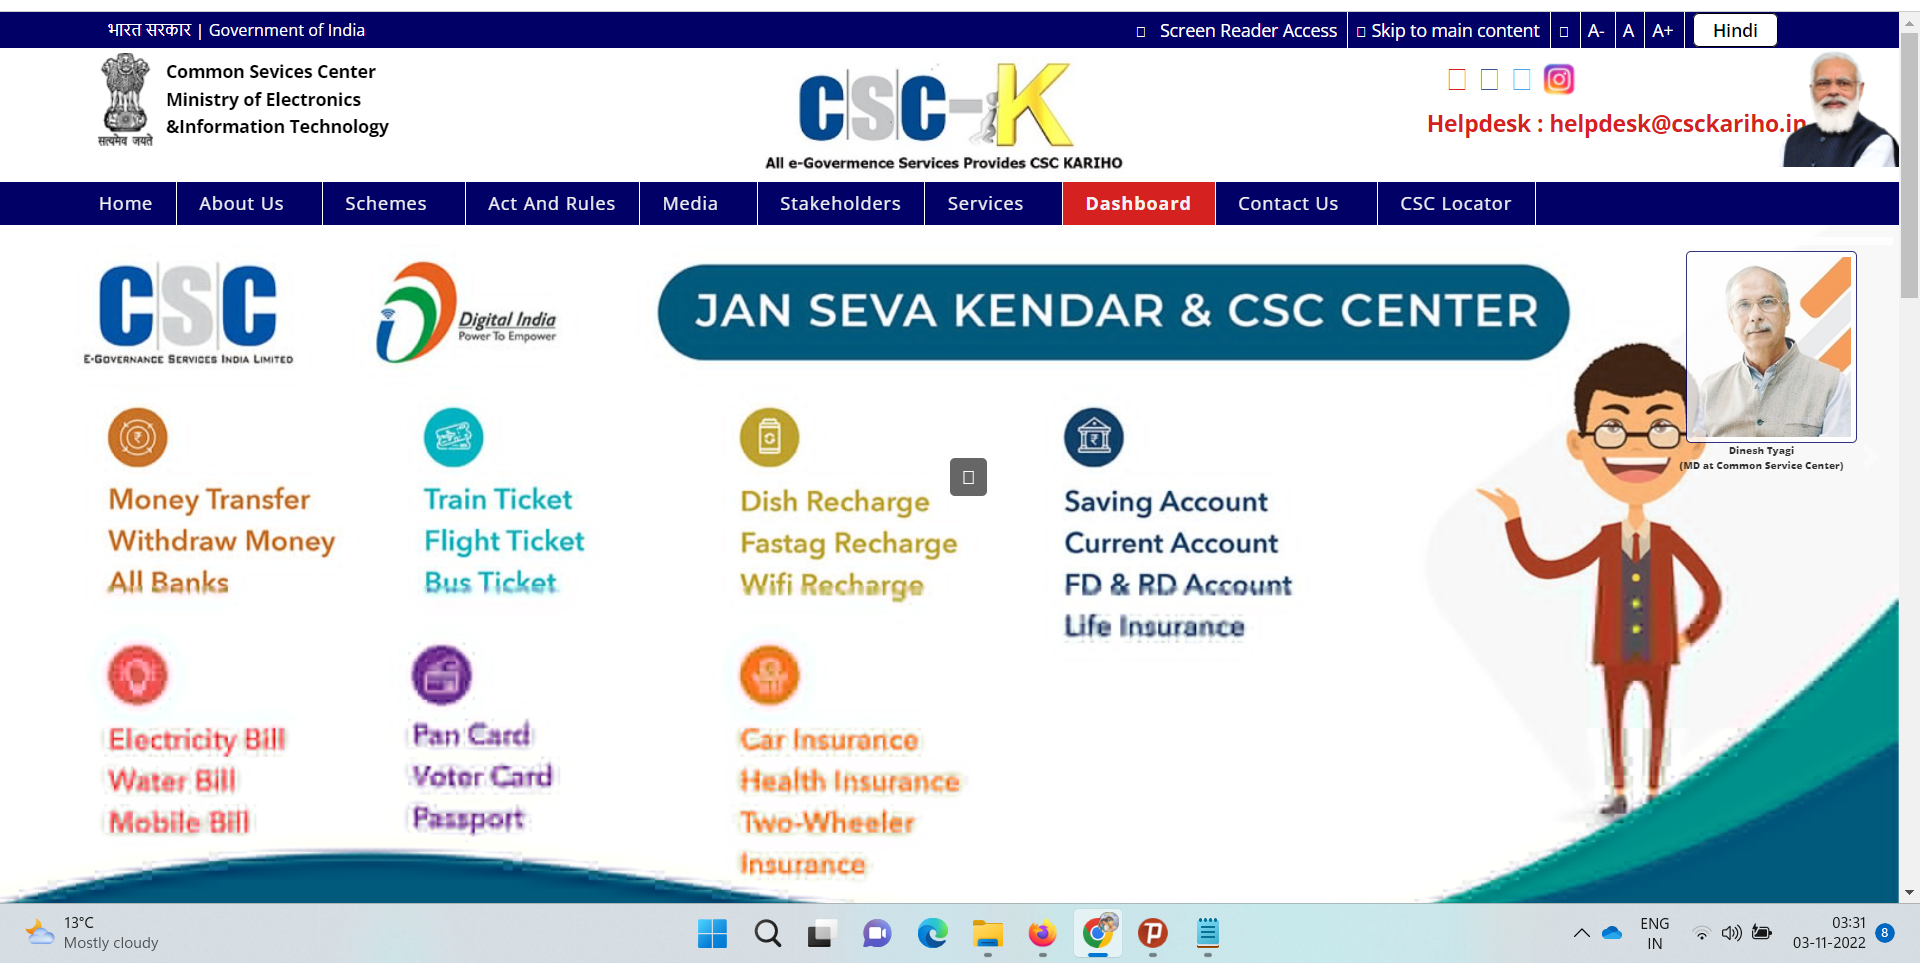 भारत सरकार | Government of India
Screen Reader Access
Skip to main content
A-
A
A+
Hindi
Common Sevices Center
Ministry of Electronics
&Information Technology
सत्यमेव जयते
CSC-K
All e-Govermence Services Provides CSC KARIHO
Helpdesk : helpdesk@csckariho.in
Home
About Us
Schemes
Act And Rules
Media
Stakeholders
Services
Dashboard
Contact Us
CSC Locator
CSC
E-GOVERNANCE SERVICES INDIA LIMITED
Digital India
Power To Empower
JAN SEVA KENDAR & CSC CENTER
Dinesh Tyagi
(MD at Common Service Center)
Money Transfer
Withdraw Money
All Banks
Train Ticket
Flight Ticket
Bus Ticket
Dish Recharge
Fastag Recharge
Wifi Recharge
Saving Account
Current Account
FD & RD Account
Life Insurance
Electricity Bill
Water Bill
Mobile Bill
Pan Card
Voter Card
Passport
Car Insurance
Health Insurance
Two-Wheeler
Insurance
13°C
Mostly cloudy
ENG
IN
03:31
03-11-2022
8